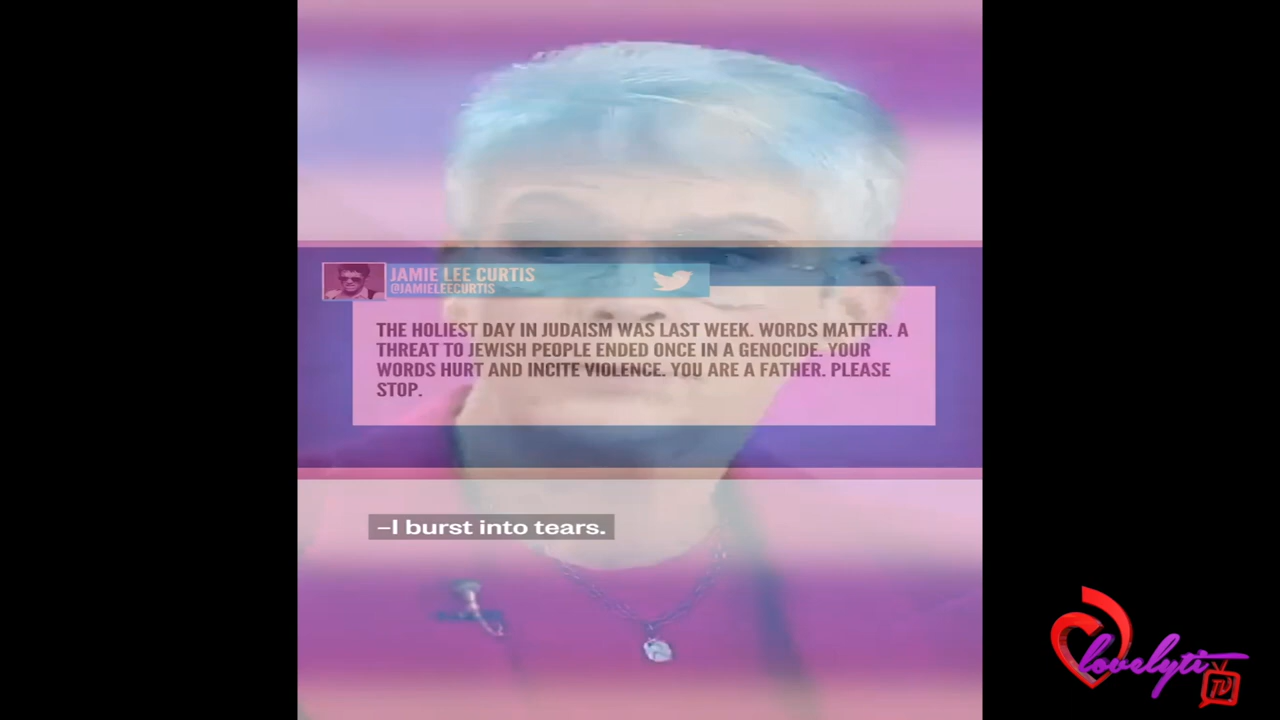 JAMIE LEE CURTIS
@JAMIELEECURTIS
THE HOLIEST DAY IN JUDAISM WAS LAST WEEK. WORDS MATTER. A
THREAT TO JEWISH PEOPLE ENDED ONCE IN A GENOCIDE. YOUR
WORDS HURT AND INCITE VIOLENCE. YOU ARE A FATHER. PLEASE
STOP.
–I burst into tears.
lovelyti
TV